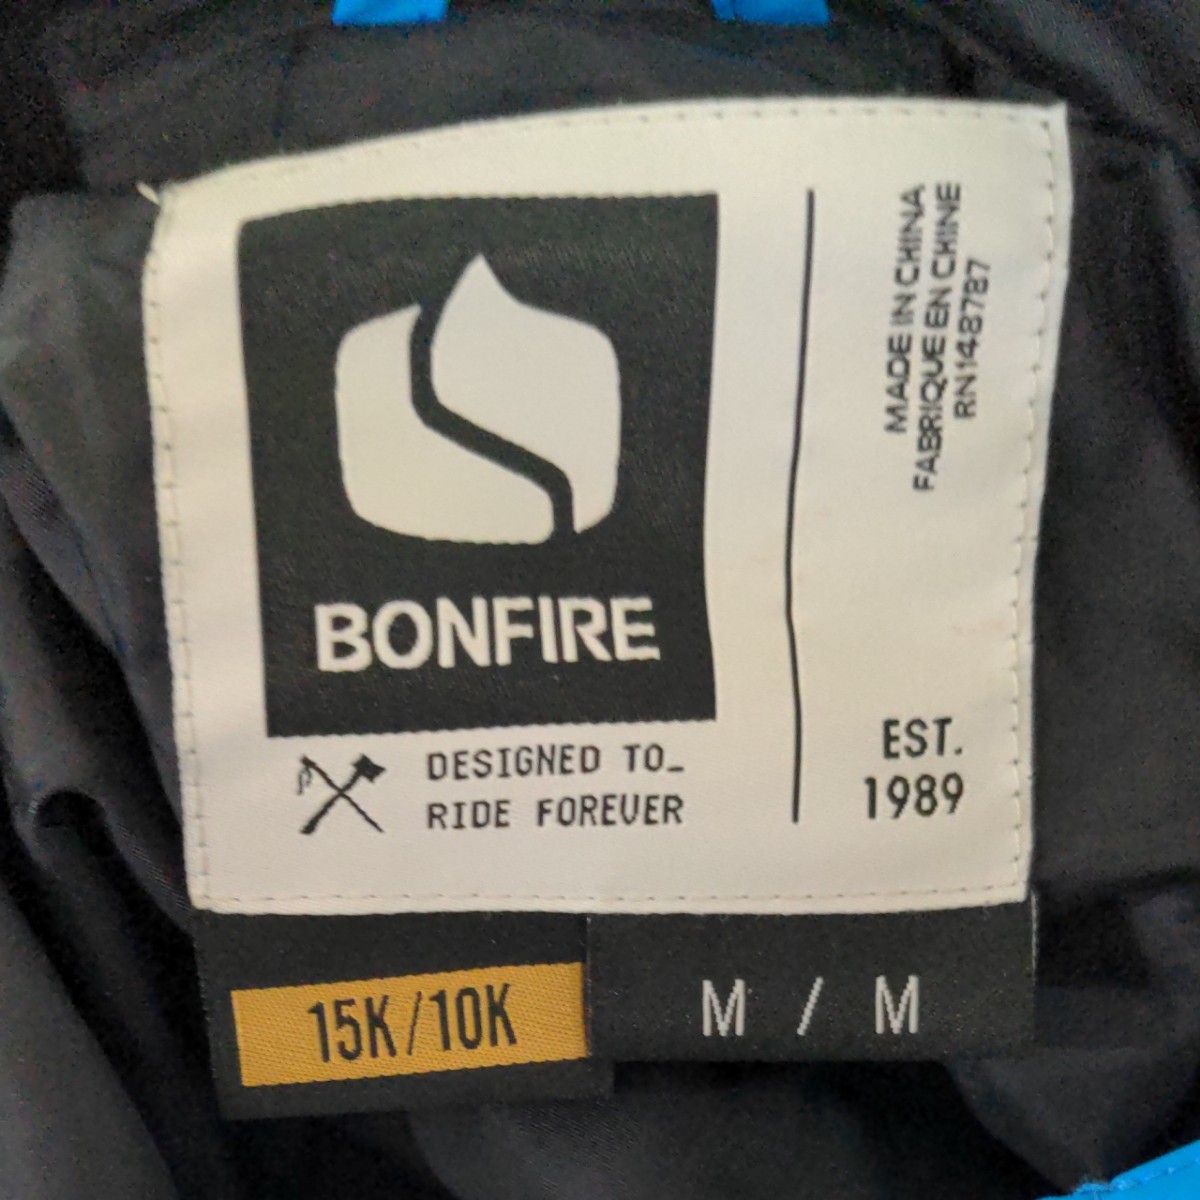 BONFIRE
DESIGNED TO_
RIDE FOREVER
MADE IN CHINA
FABRIQUE EN CHINE
RN148787
EST.
1989
15K/10K
M / M